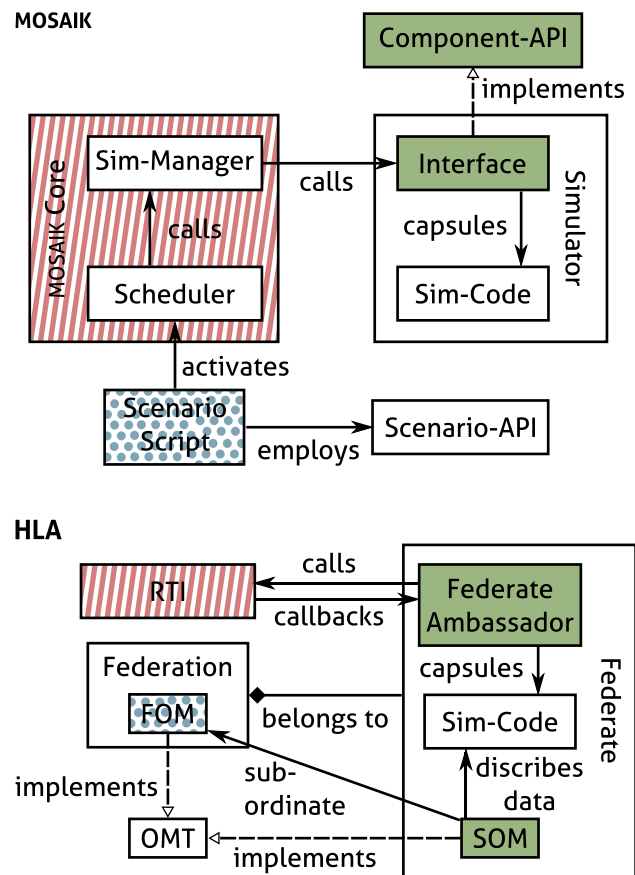 MOSAIK
Component-API
implements
MOSAIK Core
Sim-Manager
calls
Interface
Simulator
calls
capsules
Scheduler
Sim-Code
activates
Scenario
Script
employs
Scenario-API
HLA
RTI
calls
callbacks
Federate
Ambassador
Federate
capsules
Federation
FOM
belongs to
Sim-Code
implements
sub-
ordinate
discribes
data
OMT
implements
SOM